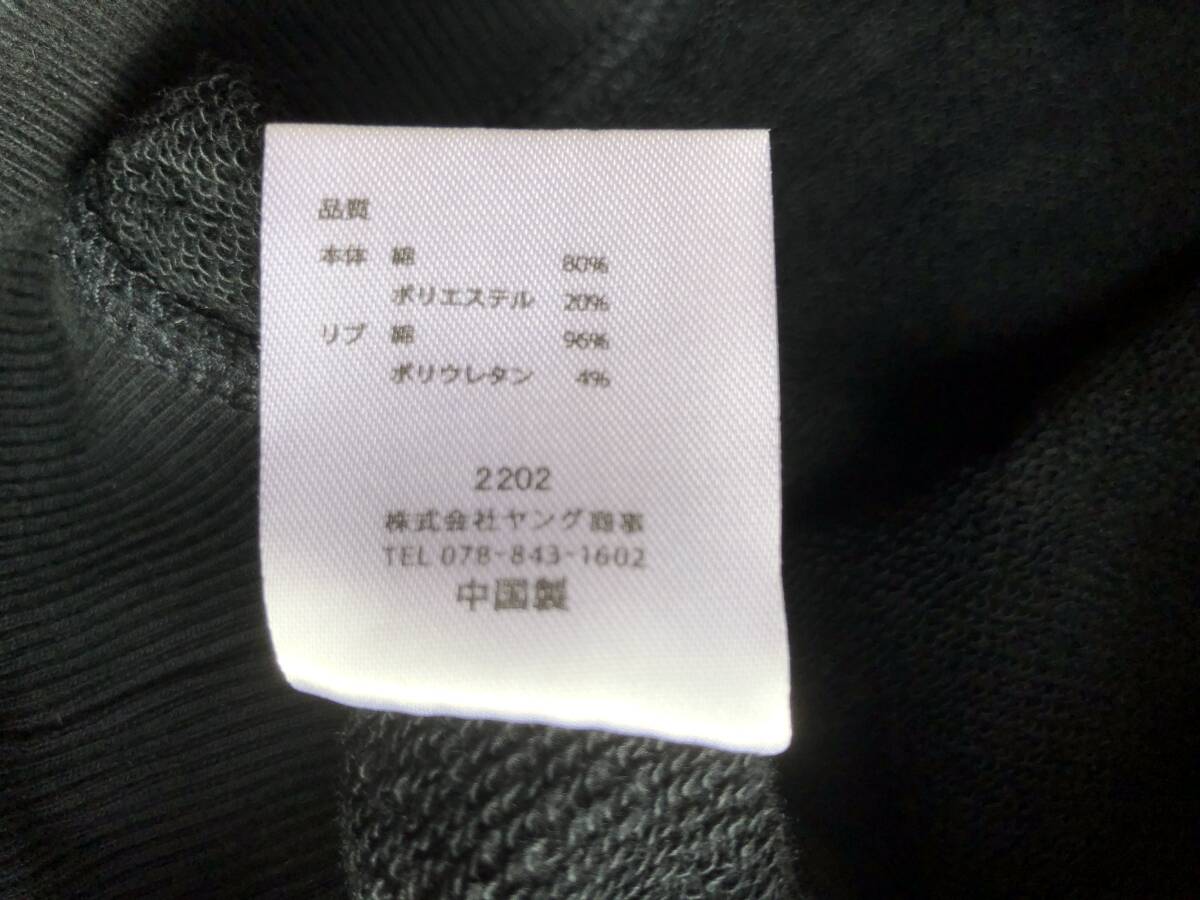 品質
本体 綿 80%
ポリエステル 20%
リブ 綿 96%
ポリウレタン 4%
2202
株式会社ヤング商事
TEL 078-843-1602
中国製